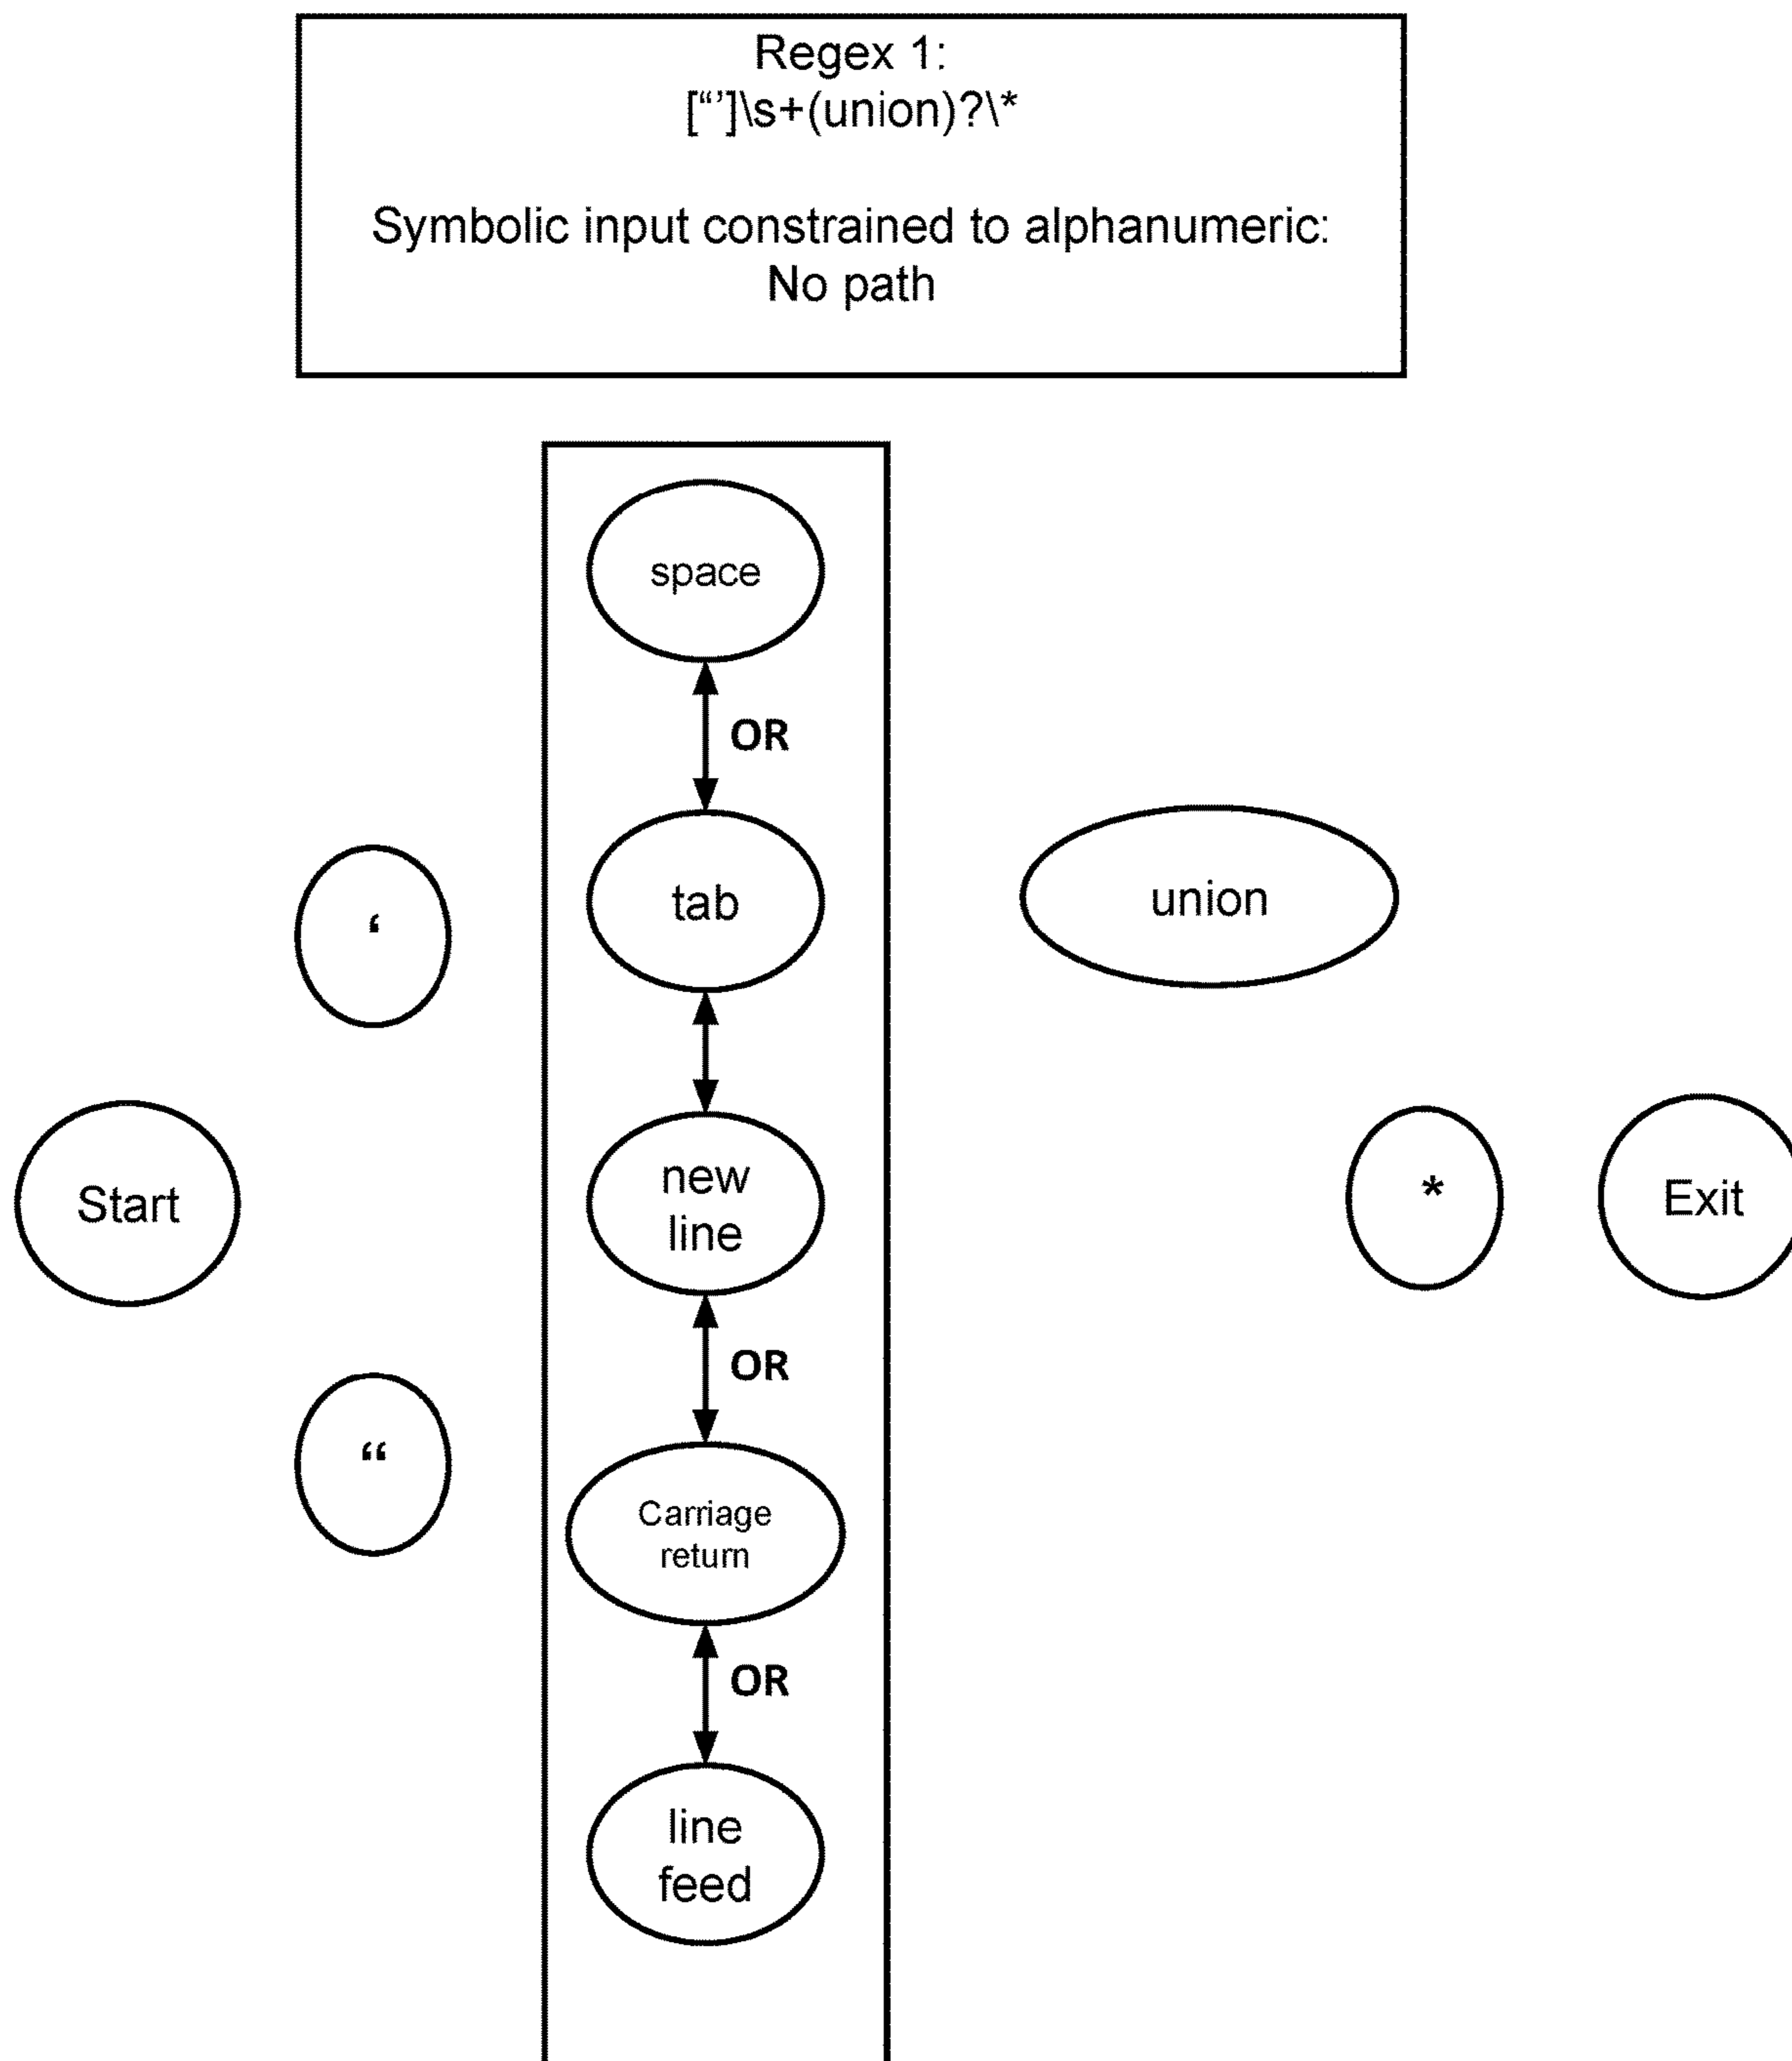 Regex 1:
[“’]\s+(union)?\*
Symbolic input constrained to alphanumeric:
No path
space
OR
tab
‘
union
new
line
Start
*
Exit
OR
“
Carriage
return
OR
line
feed